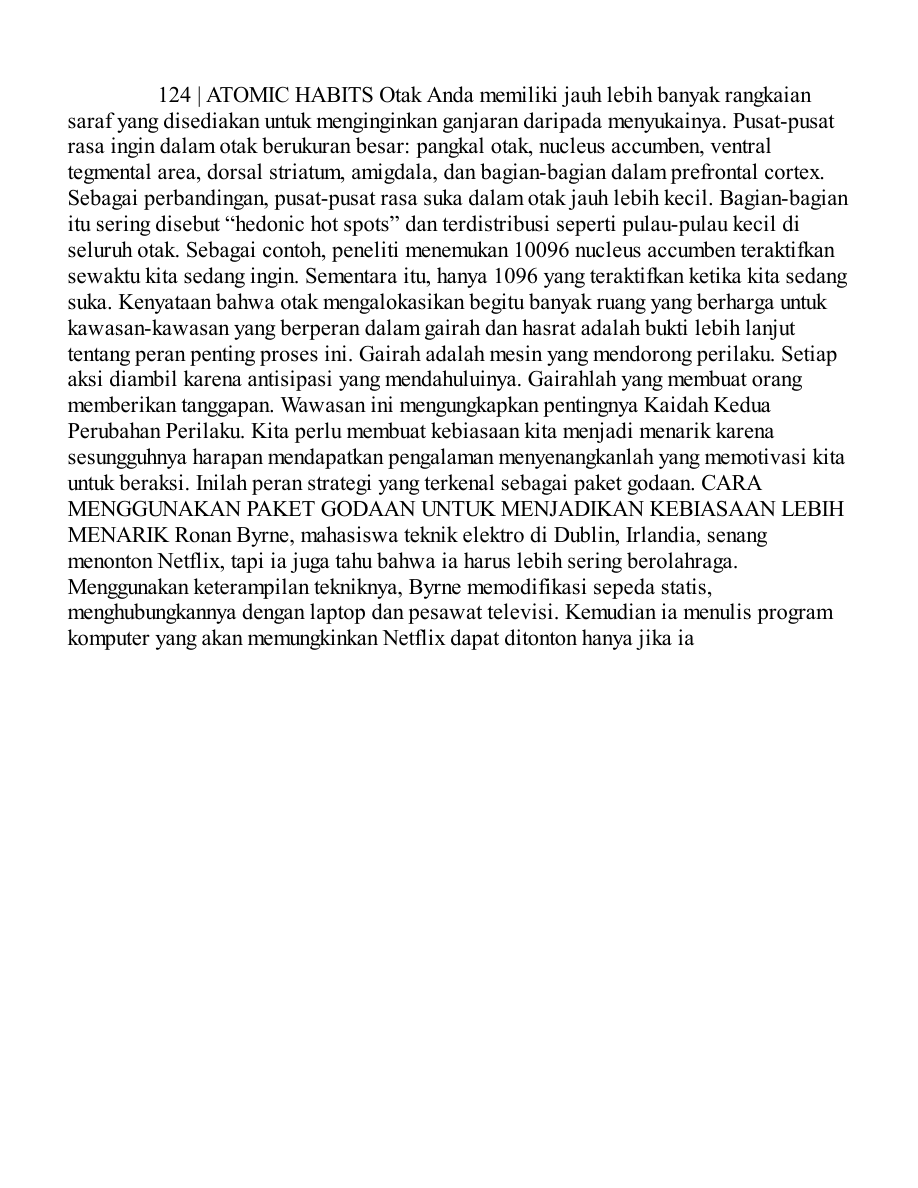 124 | ATOMIC HABITS Otak Anda memiliki jauh lebih banyak rangkaian
saraf yang disediakan untuk menginginkan ganjaran daripada menyukainya. Pusat-pusat
rasa ingin dalam otak berukuran besar: pangkal otak, nucleus accumben, ventral
tegmental area, dorsal striatum, amigdala, dan bagian-bagian dalam prefrontal cortex.
Sebagai perbandingan, pusat-pusat rasa suka dalam otak jauh lebih kecil. Bagian-bagian
itu sering disebut “hedonic hot spots” dan terdistribusi seperti pulau-pulau kecil di
seluruh otak. Sebagai contoh, peneliti menemukan 10096 nucleus accumben teraktifkan
sewaktu kita sedang ingin. Sementara itu, hanya 1096 yang teraktifkan ketika kita sedang
suka. Kenyataan bahwa otak mengalokasikan begitu banyak ruang yang berharga untuk
kawasan-kawasan yang berperan dalam gairah dan hasrat adalah bukti lebih lanjut
tentang peran penting proses ini. Gairah adalah mesin yang mendorong perilaku. Setiap
aksi diambil karena antisipasi yang mendahuluinya. Gairahlah yang membuat orang
memberikan tanggapan. Wawasan ini mengungkapkan pentingnya Kaidah Kedua
Perubahan Perilaku. Kita perlu membuat kebiasaan kita menjadi menarik karena
sesungguhnya harapan mendapatkan pengalaman menyenangkanlah yang memotivasi kita
untuk beraksi. Inilah peran strategi yang terkenal sebagai paket godaan. CARA
MENGGUNAKAN PAKET GODAAN UNTUK MENJADIKAN KEBIASAAN LEBIH
MENARIK Ronan Byrne, mahasiswa teknik elektro di Dublin, Irlandia, senang
menonton Netflix, tapi ia juga tahu bahwa ia harus lebih sering berolahraga.
Menggunakan keterampilan tekniknya, Byrne memodifikasi sepeda statis,
menghubungkannya dengan laptop dan pesawat televisi. Kemudian ia menulis program
komputer yang akan memungkinkan Netflix dapat ditonton hanya jika ia